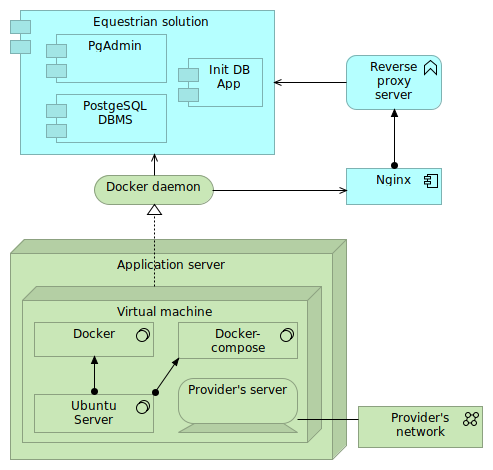 Equestrian solution
PgAdmin
Init DB
App
PostgeSQL
DBMS
Reverse
proxy
server
Docker daemon
Nginx
Application server
Virtual machine
Docker
Docker-
compose
Provider's server
Ubuntu
Server
Provider's
network